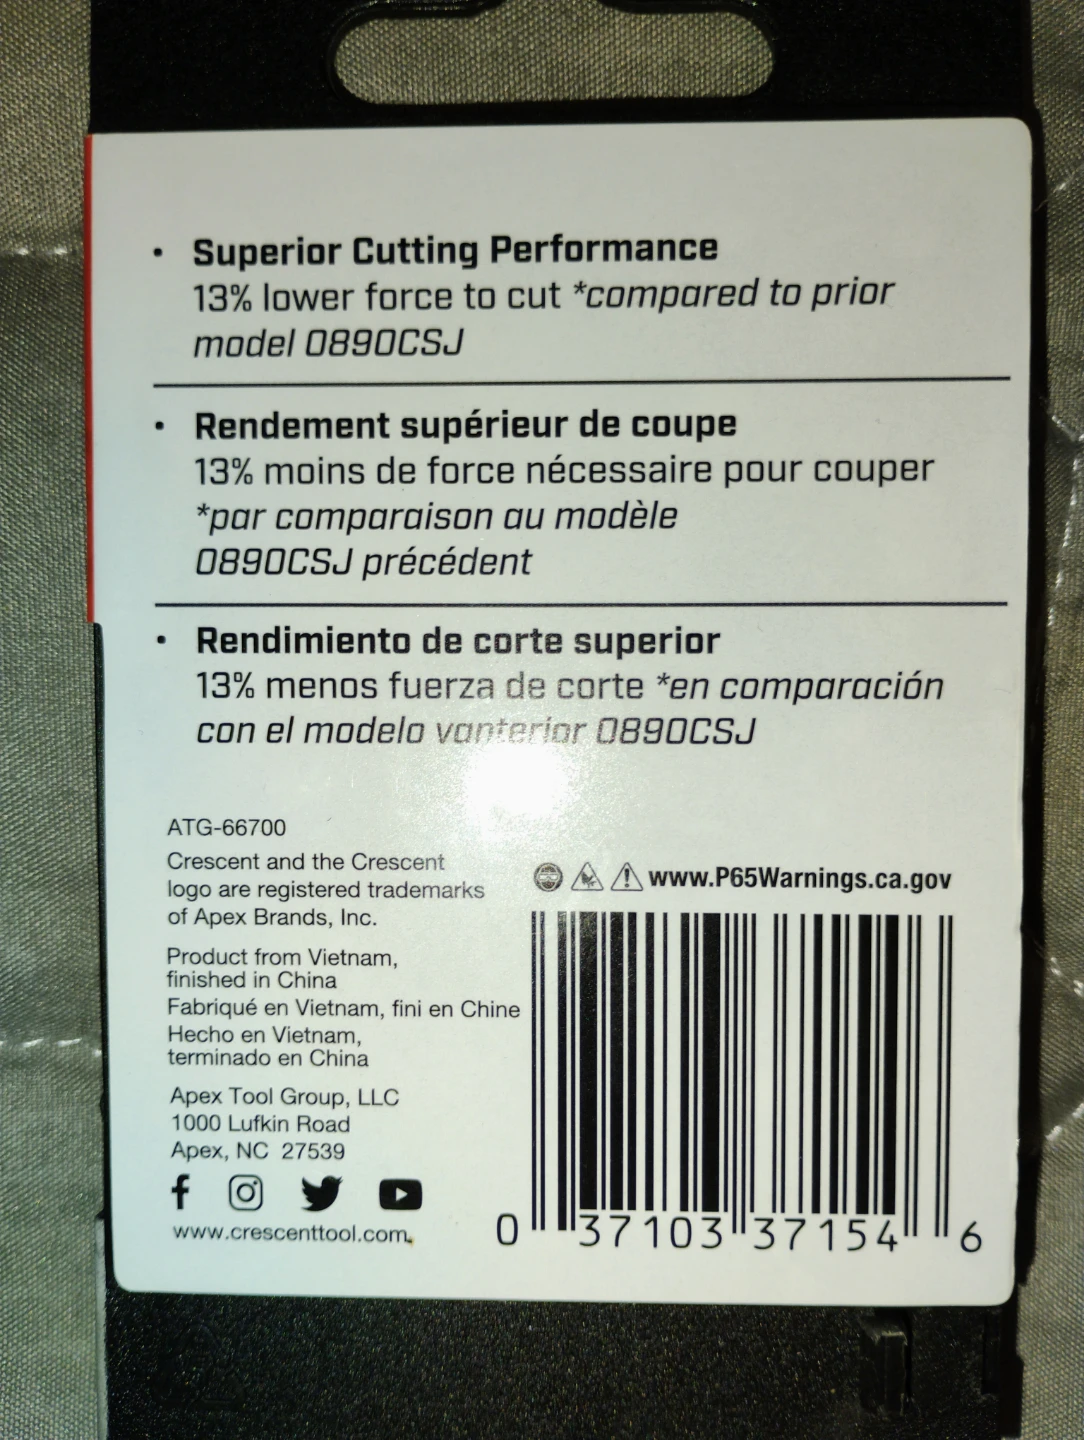 • Superior Cutting Performance
13% lower force to cut *compared to prior
model 0890CSJ
• Rendement supérieur de coupe
13% moins de force nécessaire pour couper
*par comparaison au modèle
0890CSJ précédent
• Rendimiento de corte superior
13% menos fuerza de corte *en comparación
con el modelo vanterior 0890CSJ
ATG-66700
Crescent and the Crescent
logo are registered trademarks
of Apex Brands, Inc.
Product from Vietnam,
finished in China
Fabriqué en Vietnam, fini en Chine
Hecho en Vietnam,
terminado en China
Apex Tool Group, LLC
1000 Lufkin Road
Apex, NC 27539
www.crescenttool.com
www.P65Warnings.ca.gov
0 37103 37154 6